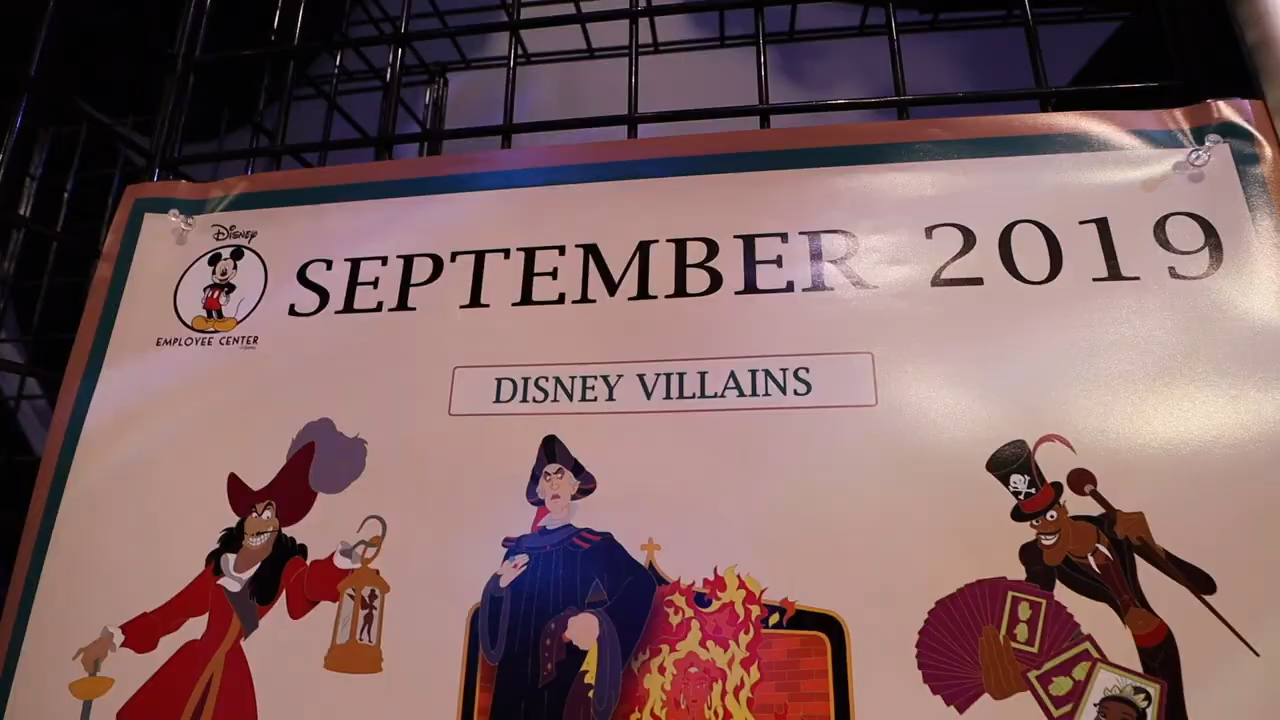 Disney
SEPTEMBER 2019
EMPLOYEE CENTER
DISNEY VILLAINS